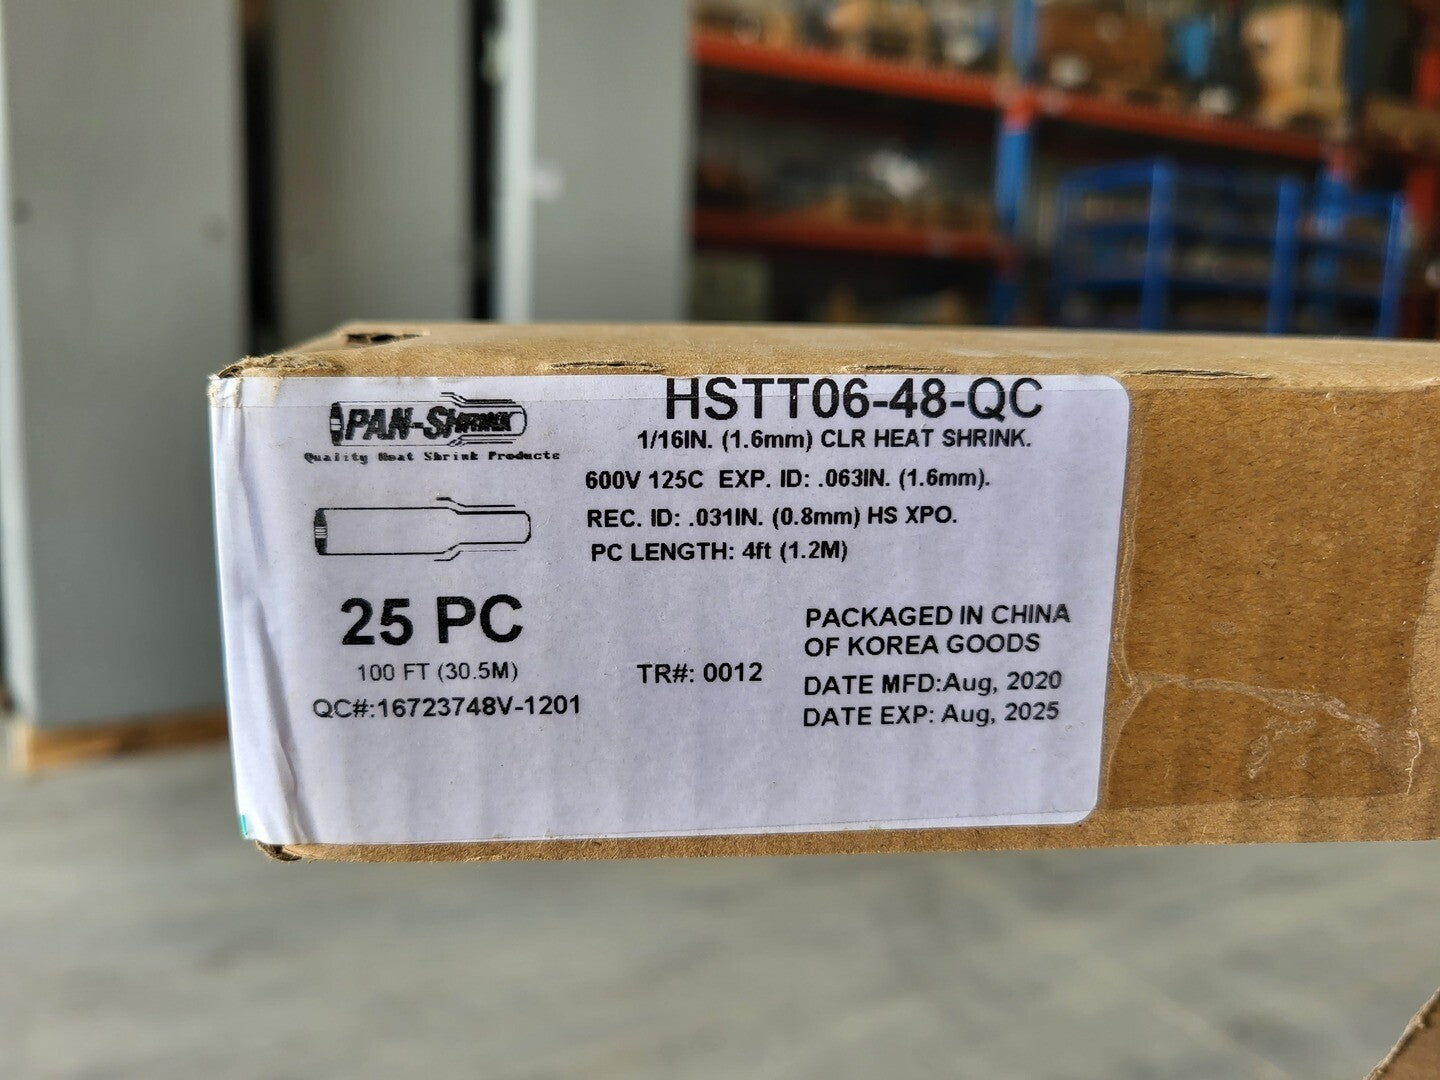 PAN-SHRINK
Quality Heat Shrink Products
HSTT06-48-QC
1/16IN. (1.6mm) CLR HEAT SHRINK.
600V 125C EXP. ID: .063IN. (1.6mm).
REC. ID: .031IN. (0.8mm) HS XPO.
PC LENGTH: 4ft (1.2M)
25 PC
100 FT (30.5M)
QC#:16723748V-1201
TR#: 0012
PACKAGED IN CHINA
OF KOREA GOODS
DATE MFD:Aug, 2020
DATE EXP: Aug, 2025